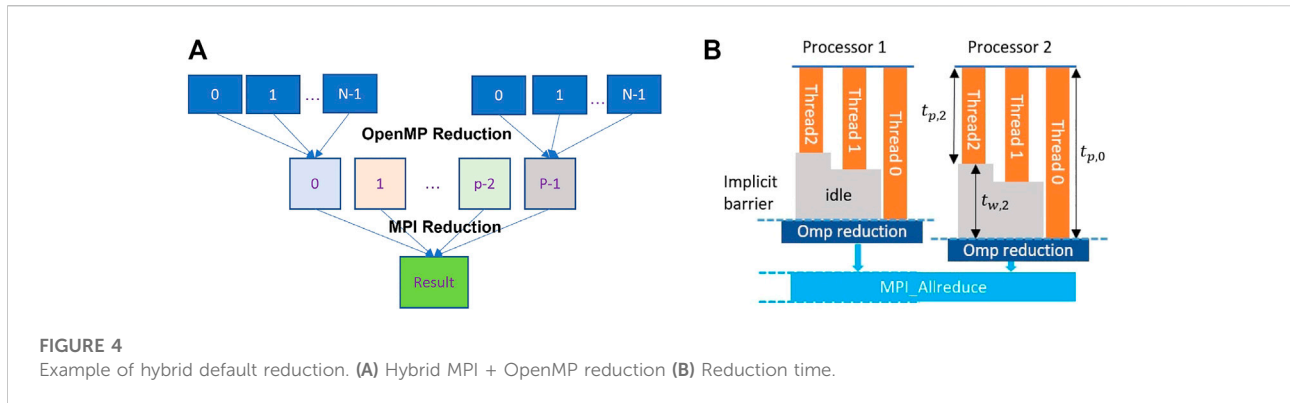 A
0
1
...
N-1
0
1
...
N-1
OpenMP Reduction
0
1
...
p-2
P-1
MPI Reduction
Result
B
Processor 1
Processor 2
Thread2
Thread 1
Thread 0
Thread2
Thread 1
Thread 0
t_{p,2}
t_{p,0}
Implicit
barrier
idle
t_{w,2}
Omp reduction
Omp reduction
MPI_Allreduce
FIGURE 4
Example of hybrid default reduction. (A) Hybrid MPI + OpenMP reduction (B) Reduction time.